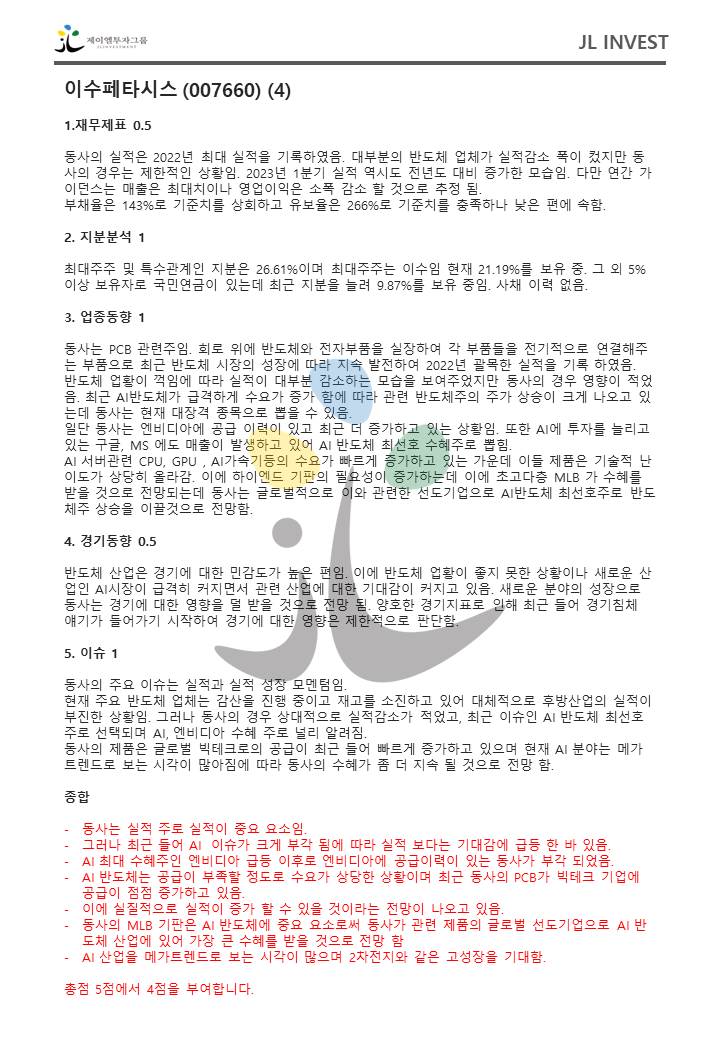 제이엘투자그룹
JL INVESTMENT
JL INVEST
이수페타시스 (007660) (4)
1.재무제표 0.5
동사의 실적은 2022년 최대 실적을 기록하였음. 대부분의 반도체 업체가 실적감소 폭이 컸지만 동
사의 경우는 제한적인 상황임. 2023년 1분기 실적 역시도 전년도 대비 증가한 모습임. 다만 연간 가
이던스는 매출은 최대치이나 영업이익은 소폭 감소 할 것으로 추정 됨.
부채율은 143%로 기준치를 상회하고 유보율은 266%로 기준치를 충족하나 낮은 편에 속함.
2. 지분분석 1
최대주주 및 특수관계인 지분은 26.61%이며 최대주주는 이수임 현재 21.19%를 보유 중. 그 외 5%
이상 보유자로 국민연금이 있는데 최근 지분을 늘려 9.87%를 보유 중임. 사채 이력 없음.
3. 업종동향 1
동사는 PCB 관련주임. 회로 위에 반도체와 전자부품을 실장하여 각 부품들을 전기적으로 연결해주
는 부품으로 최근 반도체 시장의 성장에 따라 지속 발전하여 2022년 괄목한 실적을 기록 하였음.
반도체 업황이 꺽임에 따라 실적이 대부분 감소하는 모습을 보여주었지만 동사의 경우 영향이 적었
음. 최근 AI반도체가 급격하게 수요가 증가 함에 따라 관련 반도체주의 주가 상승이 크게 나오고 있
는데 동사는 현재 대장격 종목으로 뽑을 수 있음.
일단 동사는 엔비디아에 공급 이력이 있고 최근 더 증가하고 있는 상황임. 또한 AI에 투자를 늘리고
있는 구글, MS 에도 매출이 발생하고 있어 AI 반도체 최선호 수혜주로 뽑힘.
AI 서버관련 CPU, GPU , AI가속기등의 수요가 빠르게 증가하고 있는 가운데 이들 제품은 기술적 난
이도가 상당히 올라감. 이에 하이엔드 기판의 필요성이 증가하는데 이에 초고다층 MLB 가 수혜를
받을 것으로 전망되는데 동사는 글로벌적으로 이와 관련한 선도기업으로 AI반도체 최선호주로 반도
체주 상승을 이끌것으로 전망함.
4. 경기동향 0.5
반도체 산업은 경기에 대한 민감도가 높은 편임. 이에 반도체 업황이 좋지 못한 상황이나 새로운 산
업인 AI시장이 급격히 커지면서 관련 산업에 대한 기대감이 커지고 있음. 새로운 분야의 성장으로
동사는 경기에 대한 영향을 덜 받을 것으로 전망 됨. 양호한 경기지표로 인해 최근 들어 경기침체
얘기가 들어가기 시작하여 경기에 대한 영향은 제한적으로 판단함.
5. 이슈 1
동사의 주요 이슈는 실적과 실적 성장 모멘텀임.
현재 주요 반도체 업체는 감산을 진행 중이고 재고를 소진하고 있어 대체적으로 후방산업의 실적이
부진한 상황임. 그러나 동사의 경우 상대적으로 실적감소가 적었고, 최근 이슈인 AI 반도체 최선호
주로 선택되며 AI, 엔비디아 수혜 주로 널리 알려짐.
동사의 제품은 글로벌 빅테크로의 공급이 최근 들어 빠르게 증가하고 있으며 현재 AI 분야는 메가
트렌드로 보는 시각이 많아짐에 따라 동사의 수혜가 좀 더 지속 될 것으로 전망 함.
종합
- 동사는 실적 주로 실적이 중요 요소임.
- 그러나 최근 들어 AI 이슈가 크게 부각 됨에 따라 실적 보다는 기대감에 급등 한 바 있음.
- AI 최대 수혜주인 엔비디아 급등 이후로 엔비디아에 공급이력이 있는 동사가 부각 되었음.
- AI 반도체는 공급이 부족할 정도로 수요가 상당한 상황이며 최근 동사의 PCB가 빅테크 기업에
공급이 점점 증가하고 있음.
- 이에 실질적으로 실적이 증가 할 수 있을 것이라는 전망이 나오고 있음.
- 동사의 MLB 기판은 AI 반도체에 중요 요소로써 동사가 관련 제품의 글로벌 선도기업으로 AI 반
도체 산업에 있어 가장 큰 수혜를 받을 것으로 전망 함
- AI 산업을 메가트렌드로 보는 시각이 많으며 2차전지와 같은 고성장을 기대함.
총점 5점에서 4점을 부여합니다.